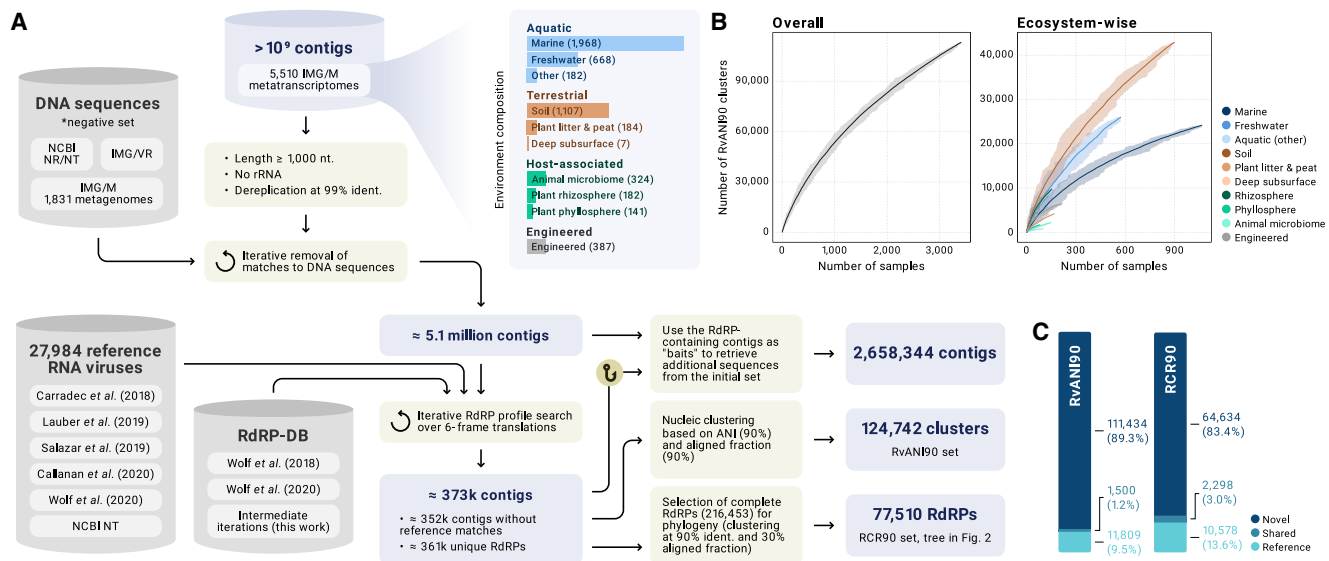 A
> 10⁹ contigs
5,510 IMG/M
metatranscriptomes
DNA sequences
*negative set
NCBI
NR/NT
IMG/VR
IMG/M
1,831 metagenomes
• Length ≥ 1,000 nt.
• No rRNA
• Dereplication at 99% ident.
Iterative removal of
matches to DNA sequences
Environment composition
Aquatic
Marine (1,968)
Freshwater (668)
Other (182)
Terrestrial
Soil (1,107)
Plant litter & peat (184)
Deep subsurface (7)
Host-associated
Animal microbiome (324)
Plant rhizosphere (182)
Plant phyllosphere (141)
Engineered
Engineered (387)
27,984 reference
RNA viruses
Carradec et al. (2018)
Lauber et al. (2019)
Salazar et al. (2019)
Callanan et al. (2020)
Wolf et al. (2020)
NCBI NT
RdRP-DB
Wolf et al. (2018)
Wolf et al. (2020)
Intermediate
iterations (this work)
≈ 5.1 million contigs
Iterative RdRP profile search
over 6-frame translations
≈ 373k contigs
• ≈ 352k contigs without
reference matches
• ≈ 361k unique RdRPs
Use the RdRP-
containing contigs as
"baits" to retrieve
additional sequences
from the initial set
2,658,344 contigs
Nucleic clustering
based on ANI (90%)
and aligned fraction
(90%)
124,742 clusters
RvANI90 set
Selection of complete
RdRPs (216,453) for
phylogeny (clustering
at 90% ident. and 30%
aligned fraction)
77,510 RdRPs
RCR90 set, tree in Fig. 2
B
Overall
Number of RvANI90 clusters
90,000
60,000
30,000
0
0
1,000
2,000
3,000
Number of samples
Ecosystem-wise
40,000
30,000
20,000
10,000
0
0
300
600
900
Number of samples
Marine
Freshwater
Aquatic (other)
Soil
Plant litter & peat
Deep subsurface
Rhizosphere
Phyllosphere
Animal microbiome
Engineered
C
RvANI90
111,434
(89.3%)
1,500
(1.2%)
11,809
(9.5%)
RCR90
64,634
(83.4%)
2,298
(3.0%)
10,578
(13.6%)
Novel
Shared
Reference